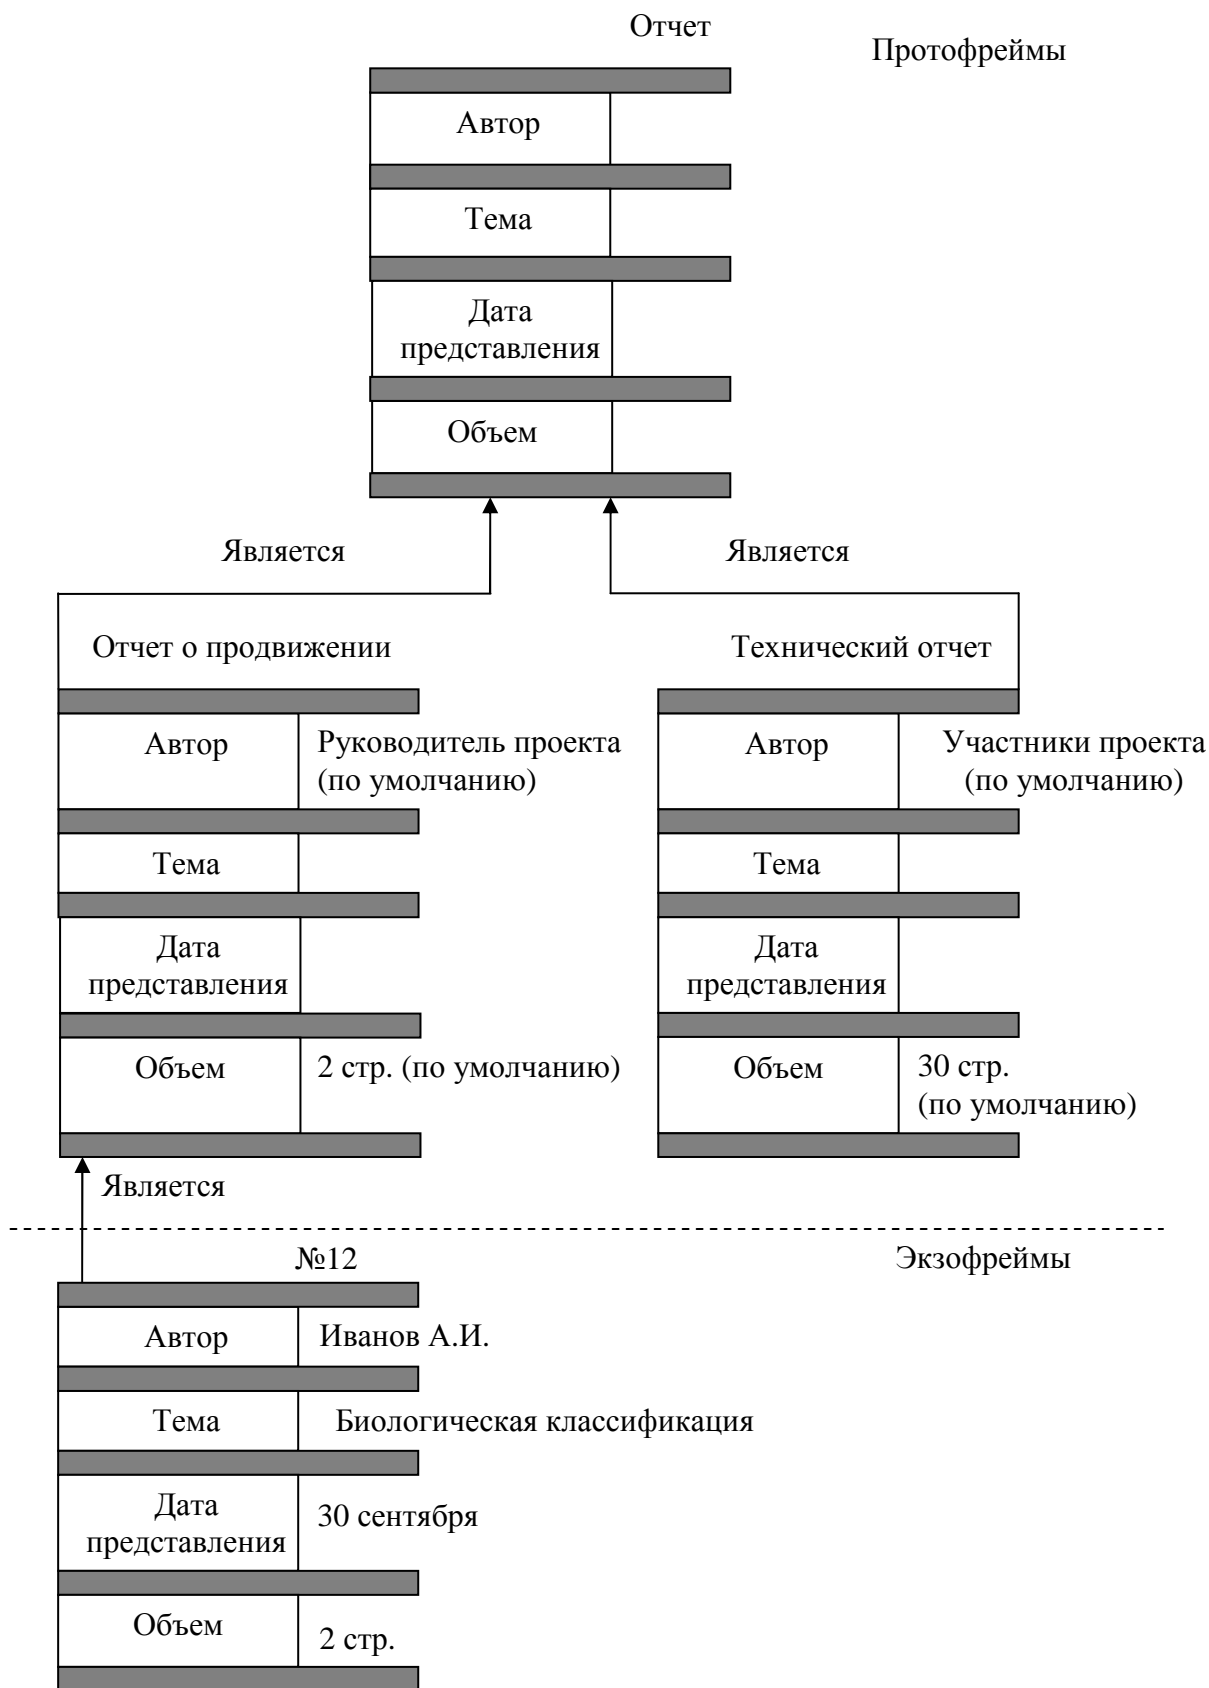 Отчет
Протофреймы
Автор
Тема
Дата
представления
Объем
Является
Является
Отчет о продвижении
Автор
Руководитель проекта
(по умолчанию)
Тема
Дата
представления
Объем
2 стр. (по умолчанию)
Технический отчет
Автор
Участники проекта
(по умолчанию)
Тема
Дата
представления
Объем
30 стр.
(по умолчанию)
Является
№12
Экзофреймы
Автор
Иванов А.И.
Тема
Биологическая классификация
Дата
представления
30 сентября
Объем
2 стр.